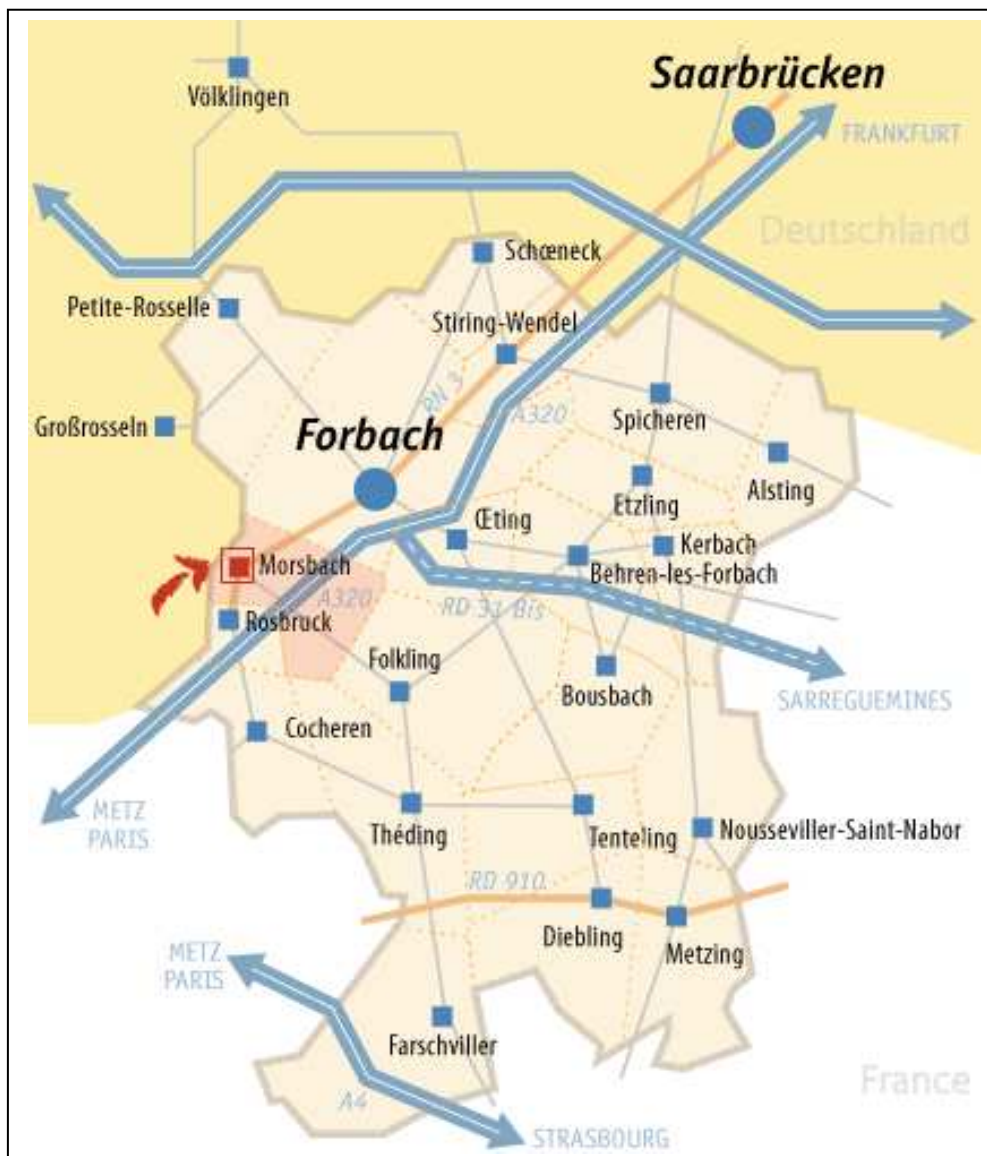 Saarbrücken
Völklingen
FRANKFURT
Deutschland
Schœneck
Petite-Rosselle
Stiring-Wendel
RN 3
A320
Großrosseln
Forbach
Spicheren
Alsting
Etzling
Œting
Kerbach
Morsbach
Behren-les-Forbach
A320
RD 31 Bis
Rosbruck
Folkling
Bousbach
SARREGUEMINES
Cocheren
METZ
PARIS
Théding
Tenteling
Nousseviller-Saint-Nabor
RD 910
Diebling
Metzing
METZ
PARIS
Farschviller
France
A4
STRASBOURG